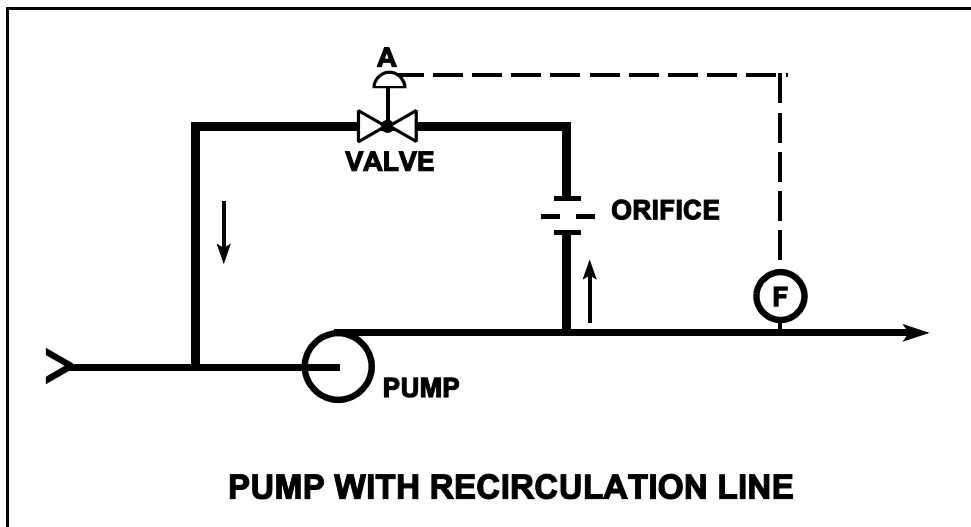 A
VALVE
ORIFICE
F
PUMP
PUMP WITH RECIRCULATION LINE